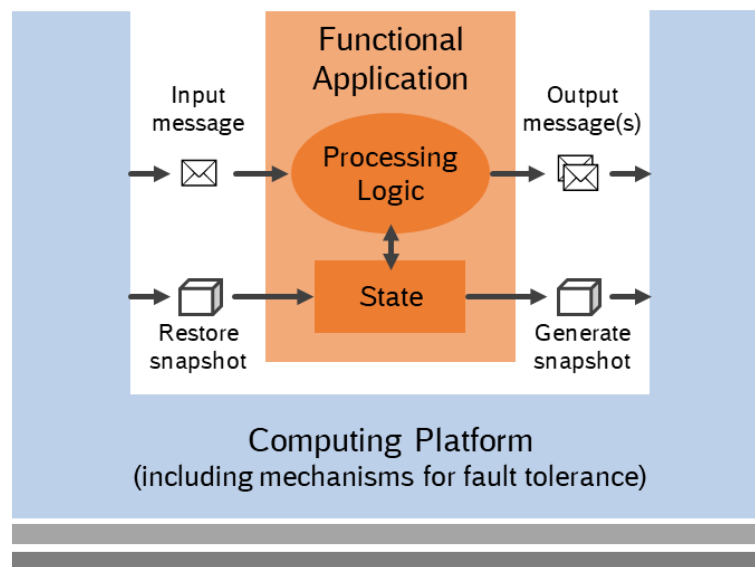 Functional
Application
Input
message
Output
message(s)
Processing
Logic
State
Restore
snapshot
Generate
snapshot
Computing Platform
(including mechanisms for fault tolerance)